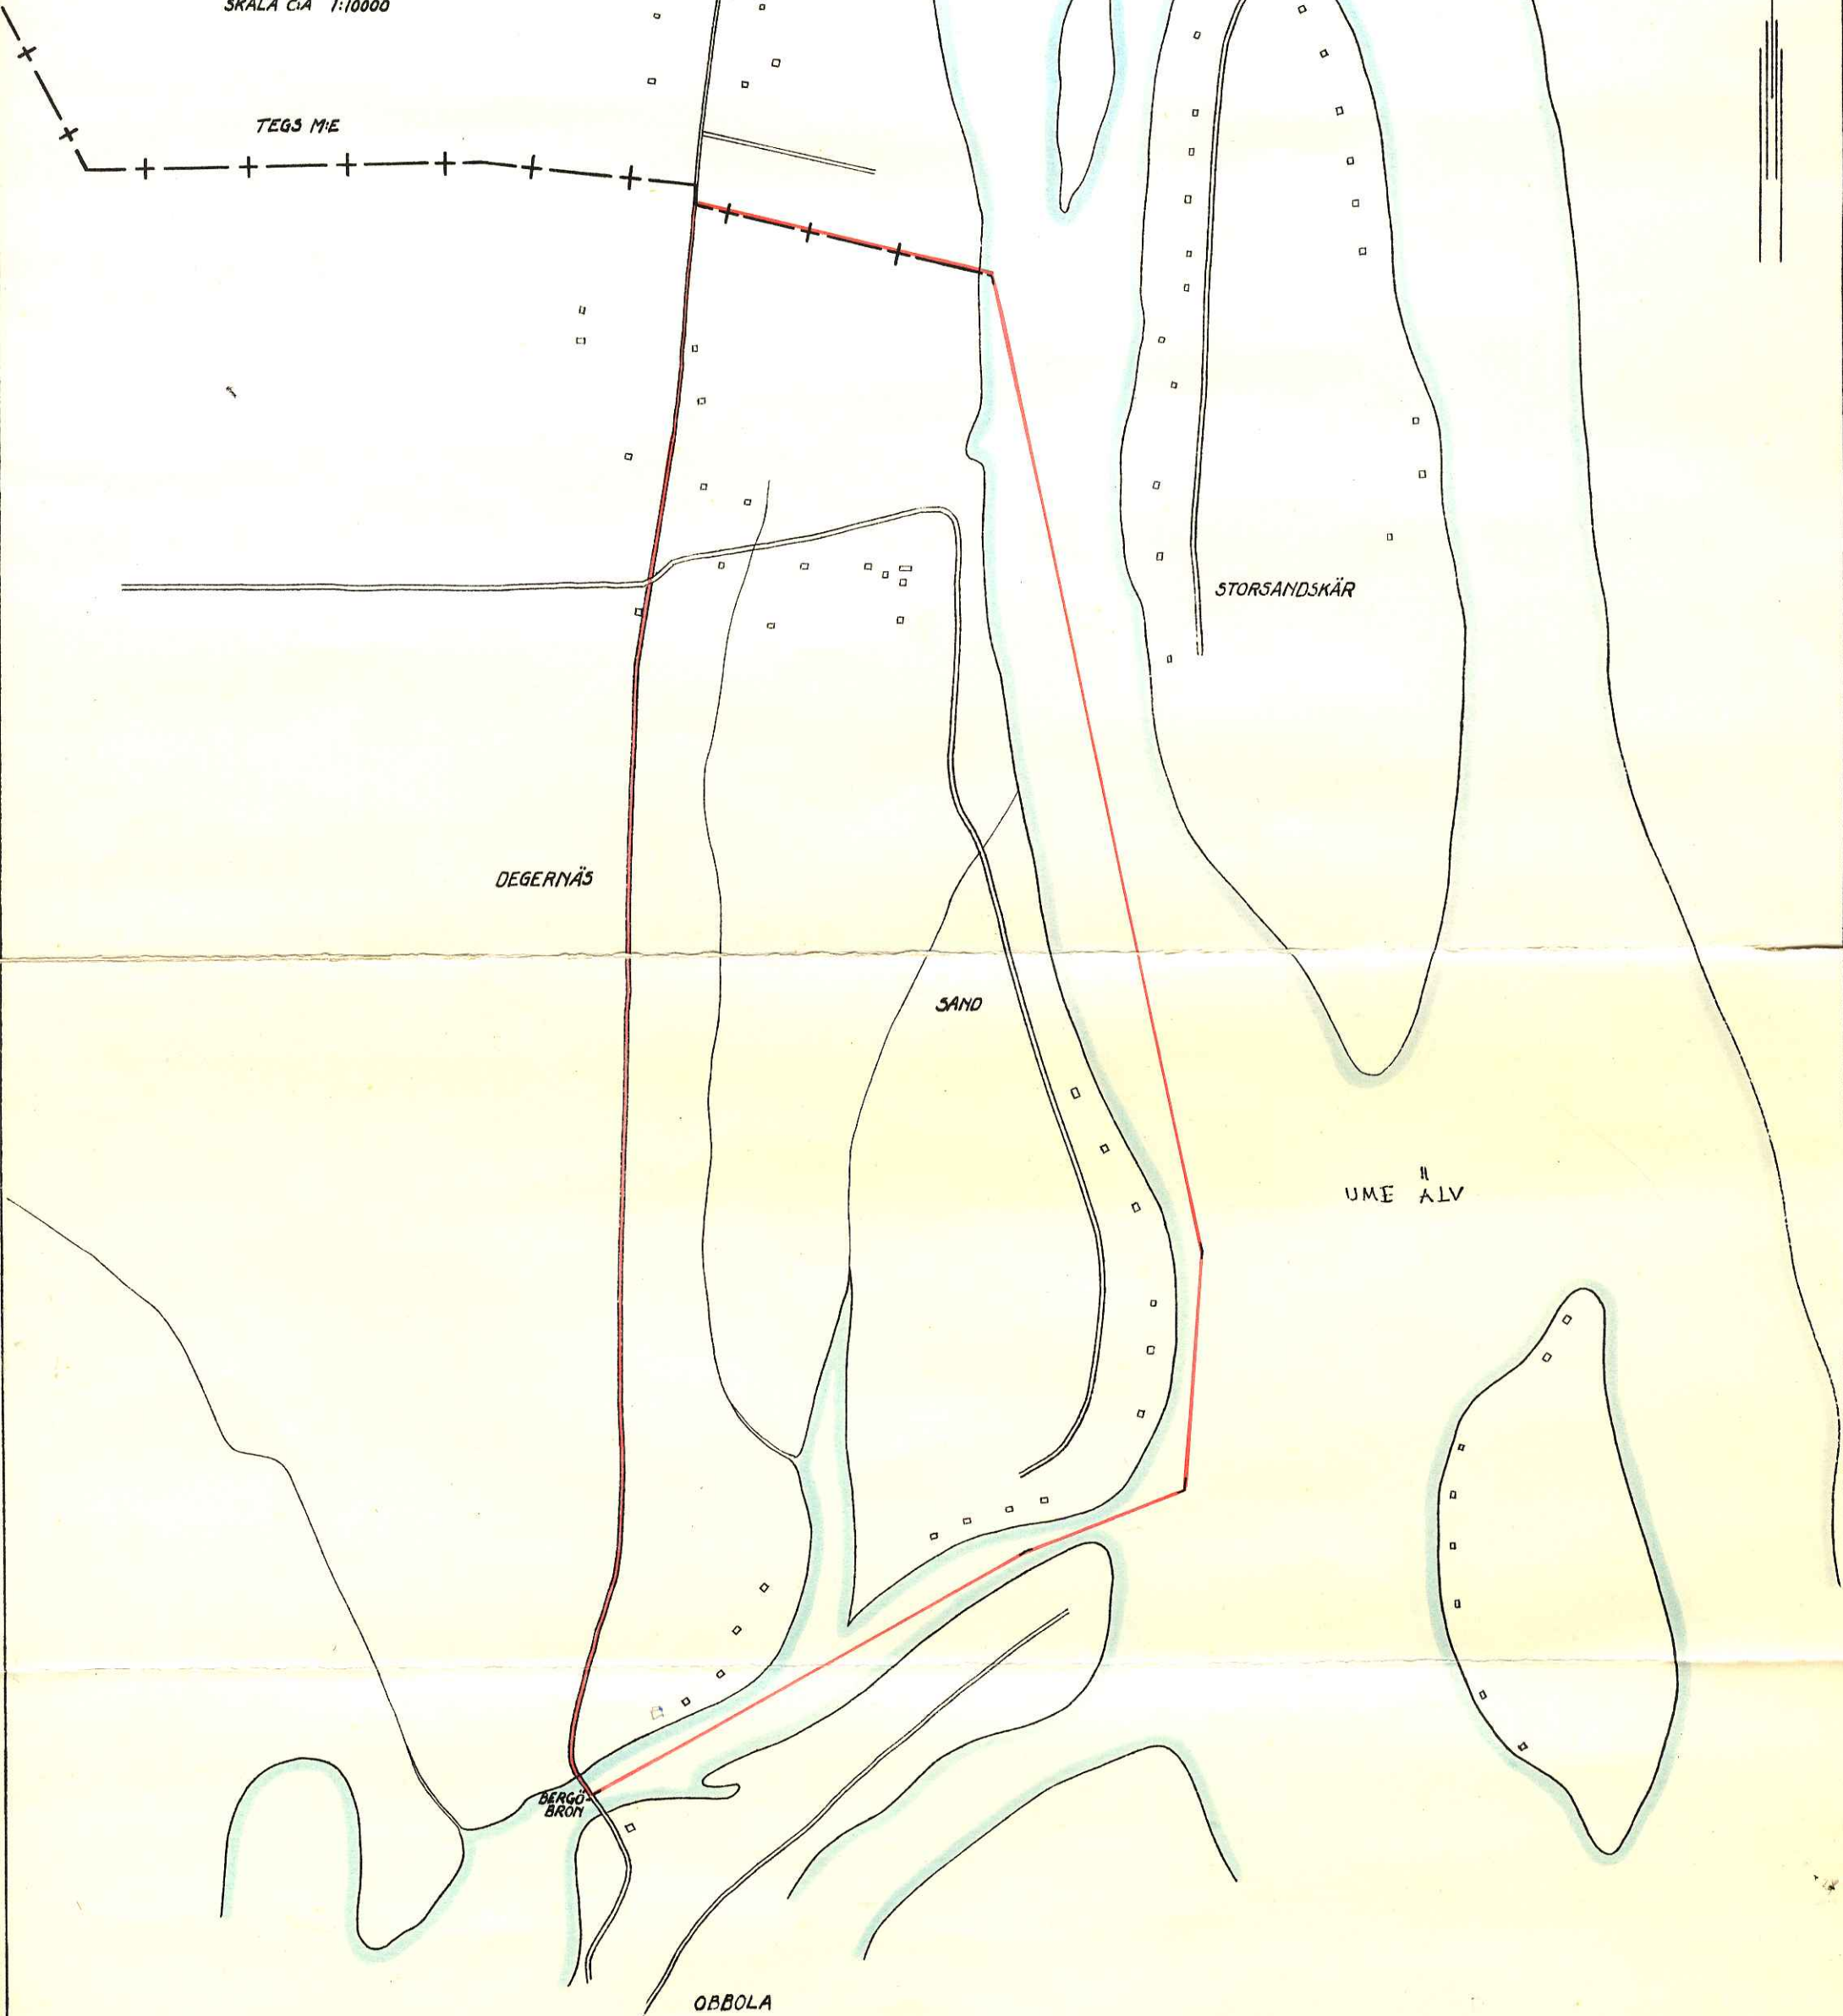 SKALA C:A 1:10000
TEGS M:E
STORSANDSKÄR
DEGERNÄS
SAND
UME ÄLV
BERGÖ-
BRON
OBBOLA